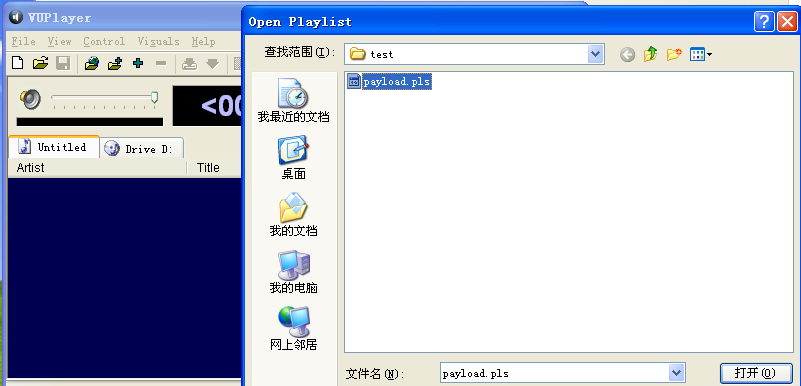 VUPlayer
File View Control Visuals Help
<00
Untitled
Drive D:
Artist Title
Open Playlist
查找范围(I):
test
payload.pls
我最近的文档
桌面
我的文档
我的电脑
网上邻居
文件名(N):
payload.pls
打开(O)